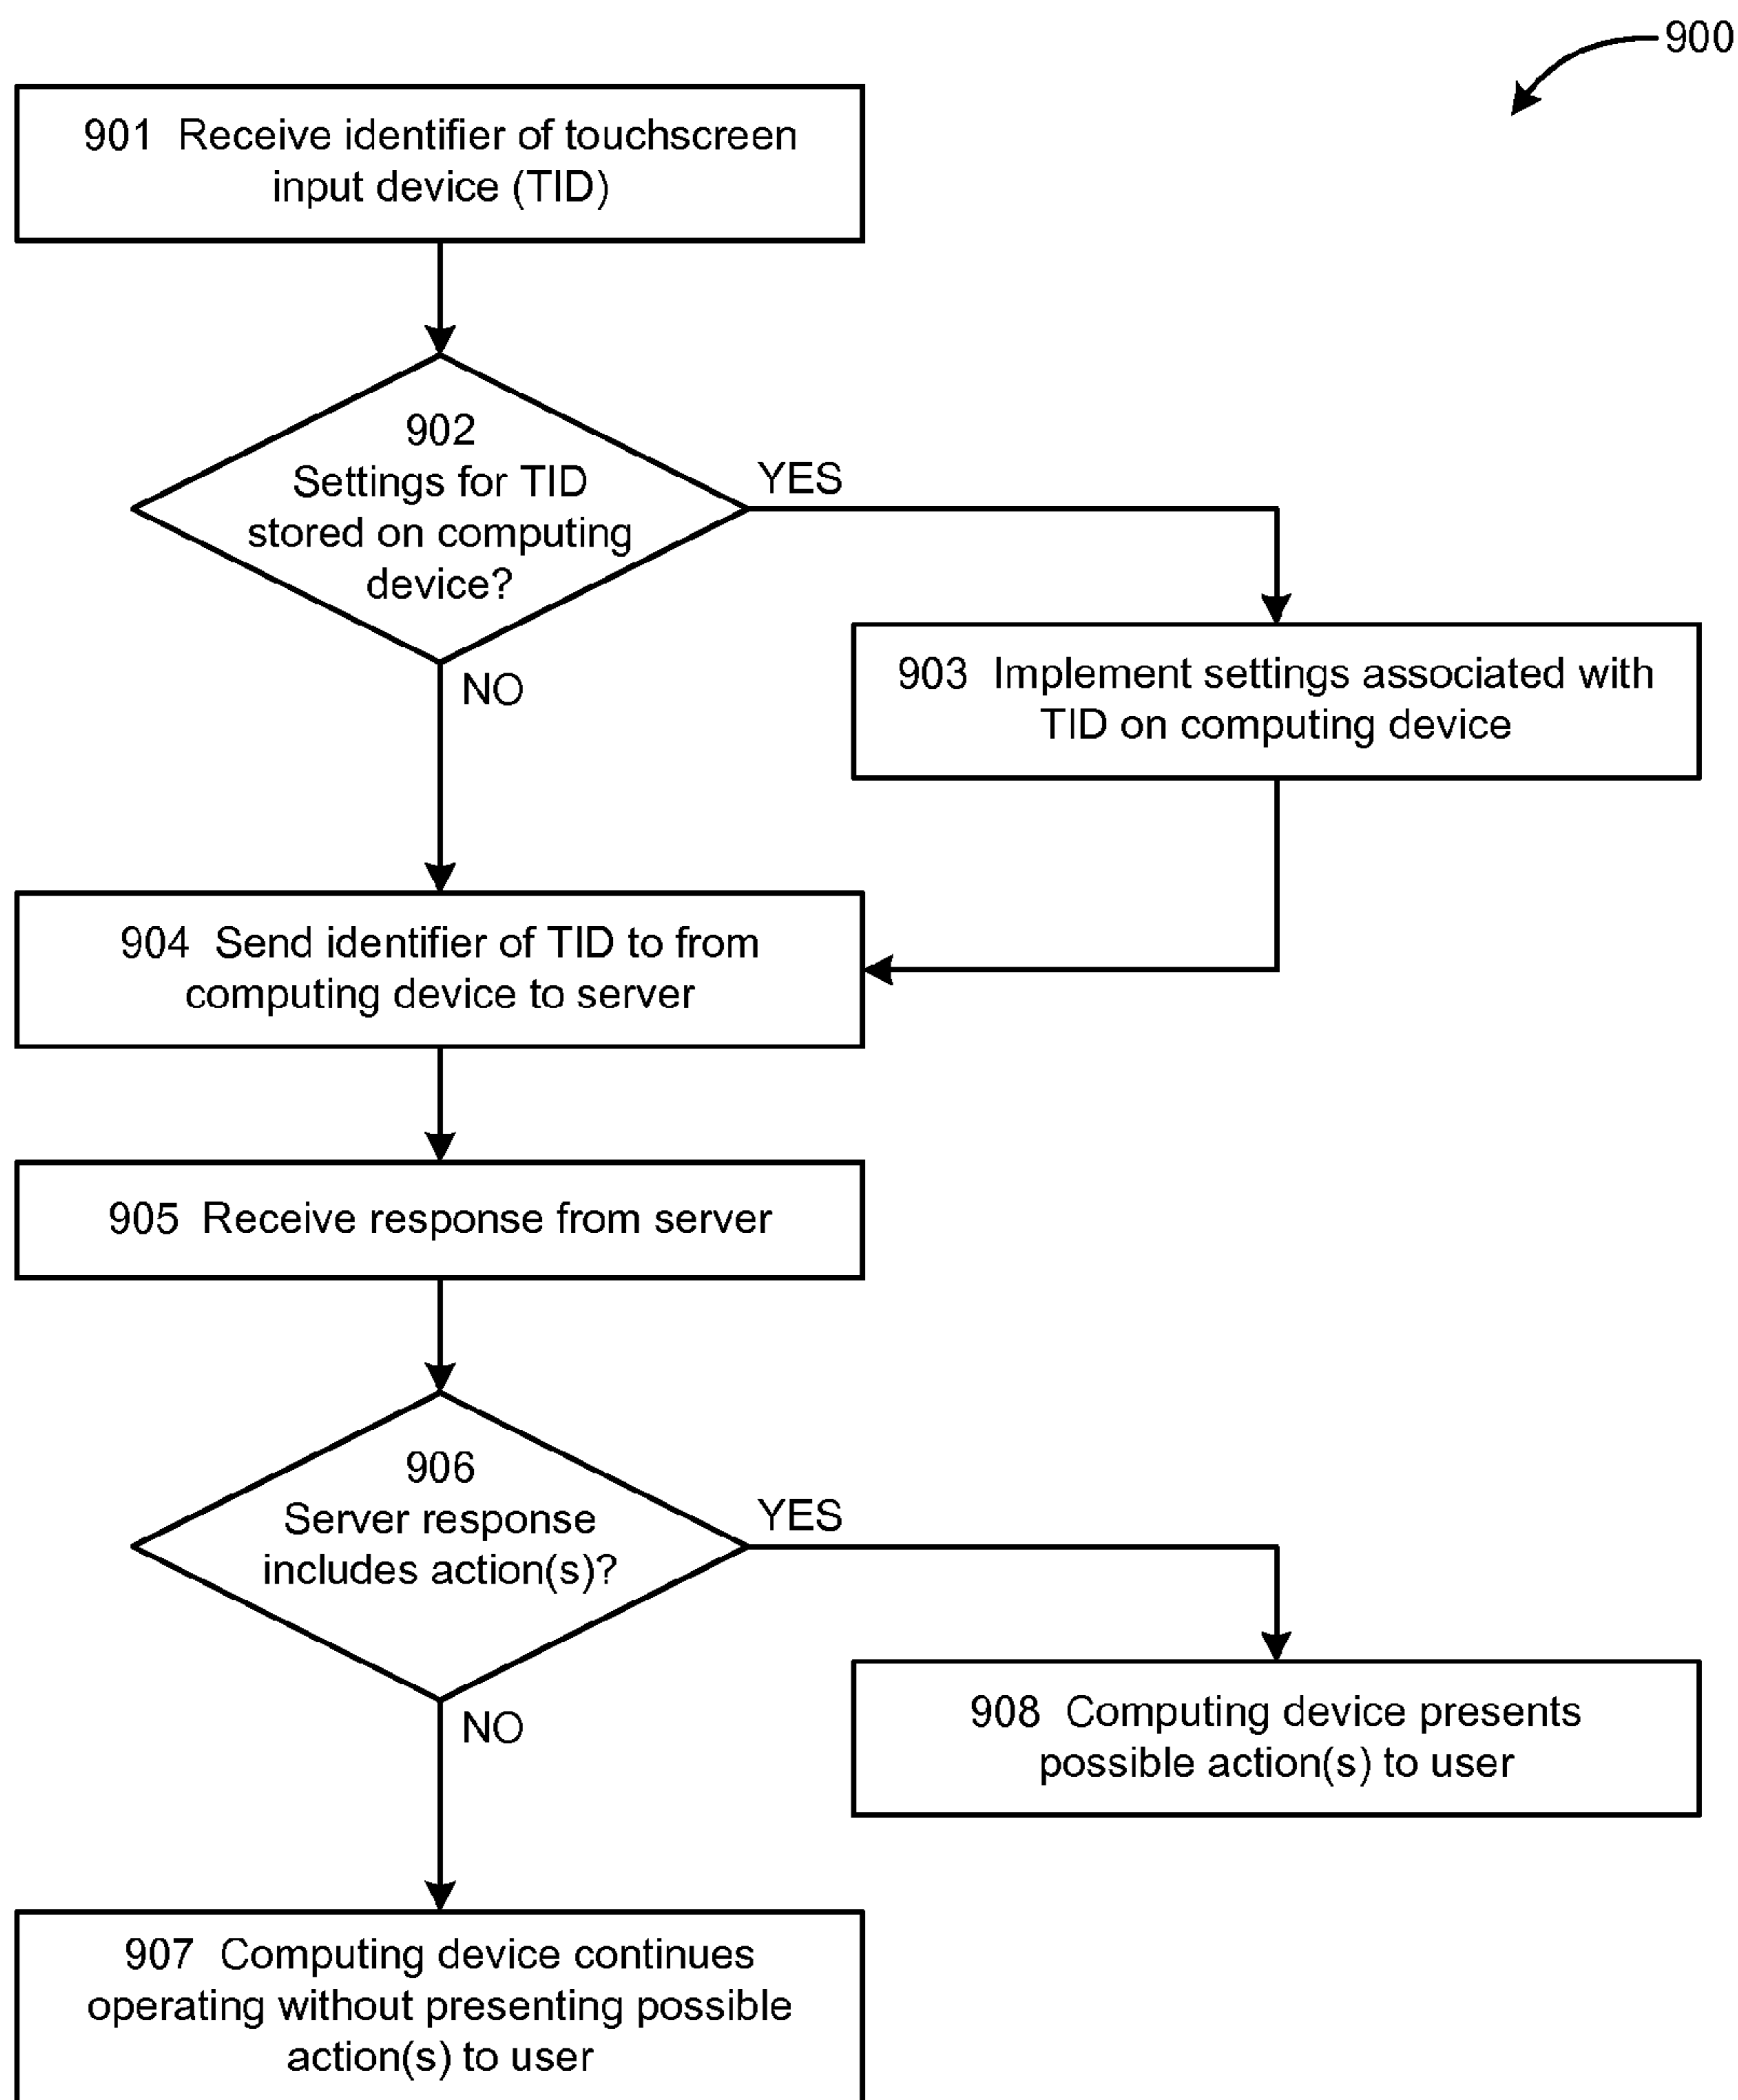 900
901 Receive identifier of touchscreen
input device (TID)
902
Settings for TID
stored on computing
device?
YES
NO
903 Implement settings associated with
TID on computing device
904 Send identifier of TID to from
computing device to server
905 Receive response from server
906
Server response
includes action(s)?
YES
NO
908 Computing device presents
possible action(s) to user
907 Computing device continues
operating without presenting possible
action(s) to user